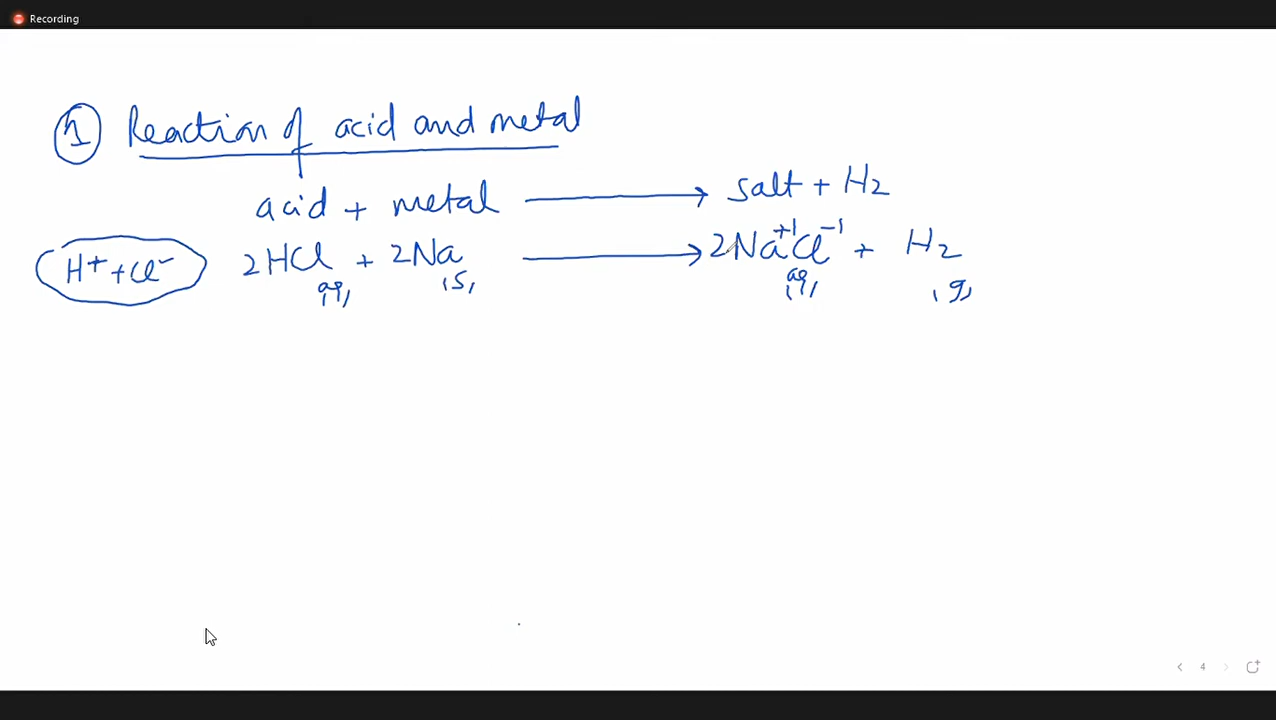 Recording
1 Reaction of acid and metal
acid + metal → salt + H2
H+ + Cl- 2HCl (aq) + 2Na (s) → 2Na+1Cl-1 (aq) + H2 (g)
4